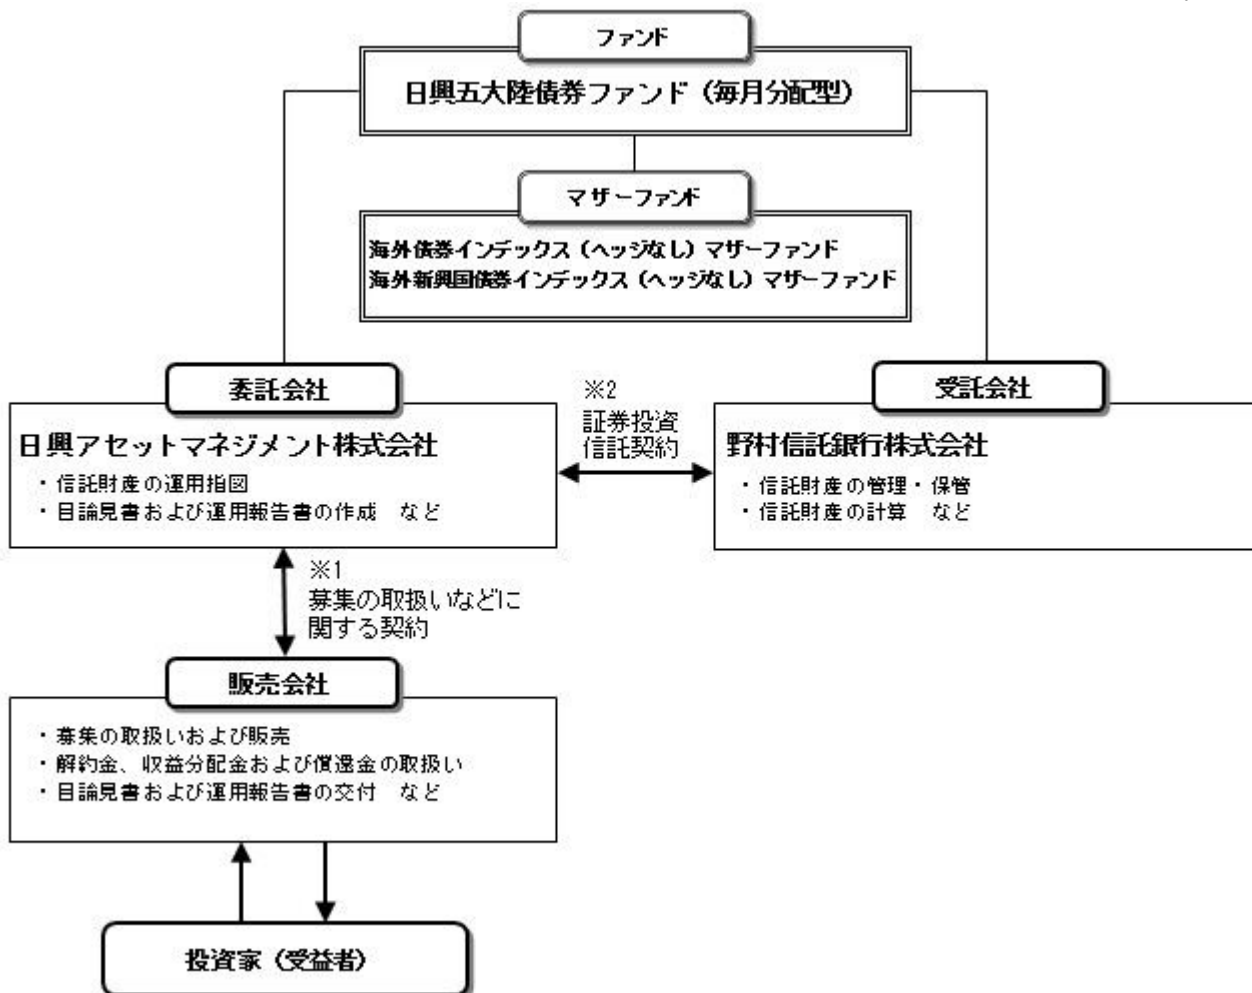 ファンド
日興五大陸債券ファンド（毎月分配型）
マザーファンド
海外債券インデックス（ヘッジなし）マザーファンド
海外新興国債券インデックス（ヘッジなし）マザーファンド
委託会社
日興アセットマネジメント株式会社
・信託財産の運用指図
・目論見書および運用報告書の作成　など
※2
証券投資
信託契約
受託会社
野村信託銀行株式会社
・信託財産の管理・保管
・信託財産の計算　など
※1
募集の取扱いなどに
関する契約
販売会社
・募集の取扱いおよび販売
・解約金、収益分配金および償還金の取扱い
・目論見書および運用報告書の交付　など
投資家（受益者）